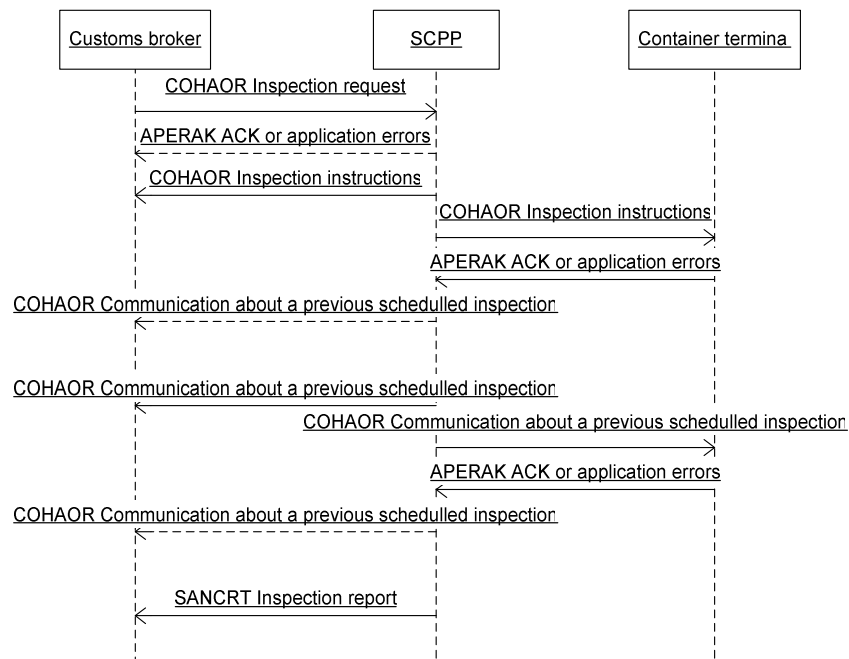 Customs broker
SCPP
Container termina
COHAOR Inspection request
APERAK ACK or application errors
COHAOR Inspection instructions
COHAOR Inspection instructions
APERAK ACK or application errors
COHAOR Communication about a previous schedulled inspection
COHAOR Communication about a previous schedulled inspection
COHAOR Communication about a previous schedulled inspection
APERAK ACK or application errors
COHAOR Communication about a previous schedulled inspection
SANCRT Inspection report